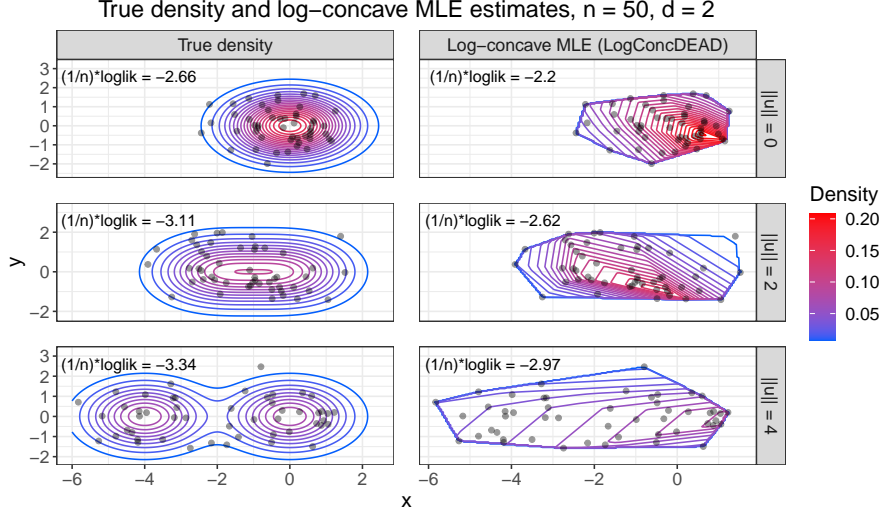 True density and log−concave MLE estimates, n = 50, d = 2
True density
Log−concave MLE (LogConcDEAD)
(1/n)*loglik = −2.66
(1/n)*loglik = −2.2
||u|| = 0
3
2
1
0
−1
−2
(1/n)*loglik = −3.11
(1/n)*loglik = −2.62
||u|| = 2
2
0
−2
y
(1/n)*loglik = −3.34
(1/n)*loglik = −2.97
||u|| = 4
3
2
1
0
−1
−2
−6 −4 −2 0 2
−6 −4 −2 0
x
Density
0.20
0.15
0.10
0.05